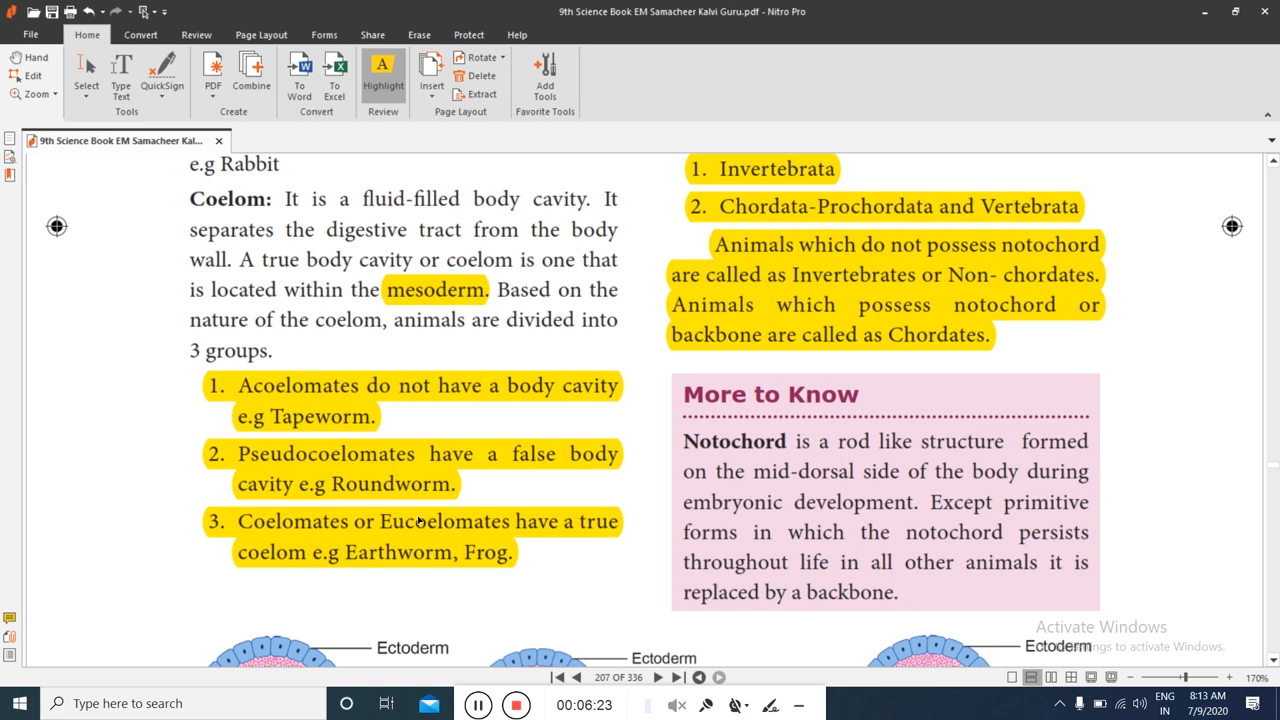 9th Science Book EM Samacheer Kalvi Guru.pdf - Nitro Pro
File Home Convert Review Page Layout Forms Share Erase Protect Help
Hand
Edit
Zoom
Select
Type Text
QuickSign
Tools
PDF
Combine
Create
To Word
To Excel
Convert
Highlight
Review
Insert
Rotate
Delete
Extract
Page Layout
Add Tools
Favorite Tools
9th Science Book EM Samacheer Kal...
e.g Rabbit
Coelom: It is a fluid-filled body cavity. It
separates the digestive tract from the body
wall. A true body cavity or coelom is one that
is located within the mesoderm. Based on the
nature of the coelom, animals are divided into
3 groups.
1. Acoelomates do not have a body cavity
e.g Tapeworm.
2. Pseudocoelomates have a false body
cavity e.g Roundworm.
3. Coelomates or Eucoelomates have a true
coelom e.g Earthworm, Frog.
Ectoderm
Ectoderm
1. Invertebrata
2. Chordata-Prochordata and Vertebrata
Animals which do not possess notochord
are called as Invertebrates or Non- chordates.
Animals which possess notochord or
backbone are called as Chordates.
More to Know
Notochord is a rod like structure formed
on the mid-dorsal side of the body during
embryonic development. Except primitive
forms in which the notochord persists
throughout life in all other animals it is
replaced by a backbone.
Activate Windows
Ectoderm
to activate Windows.
207 OF 336
170%
Type here to search
00:06:23
ENG
IN
8:13 AM
7/9/2020